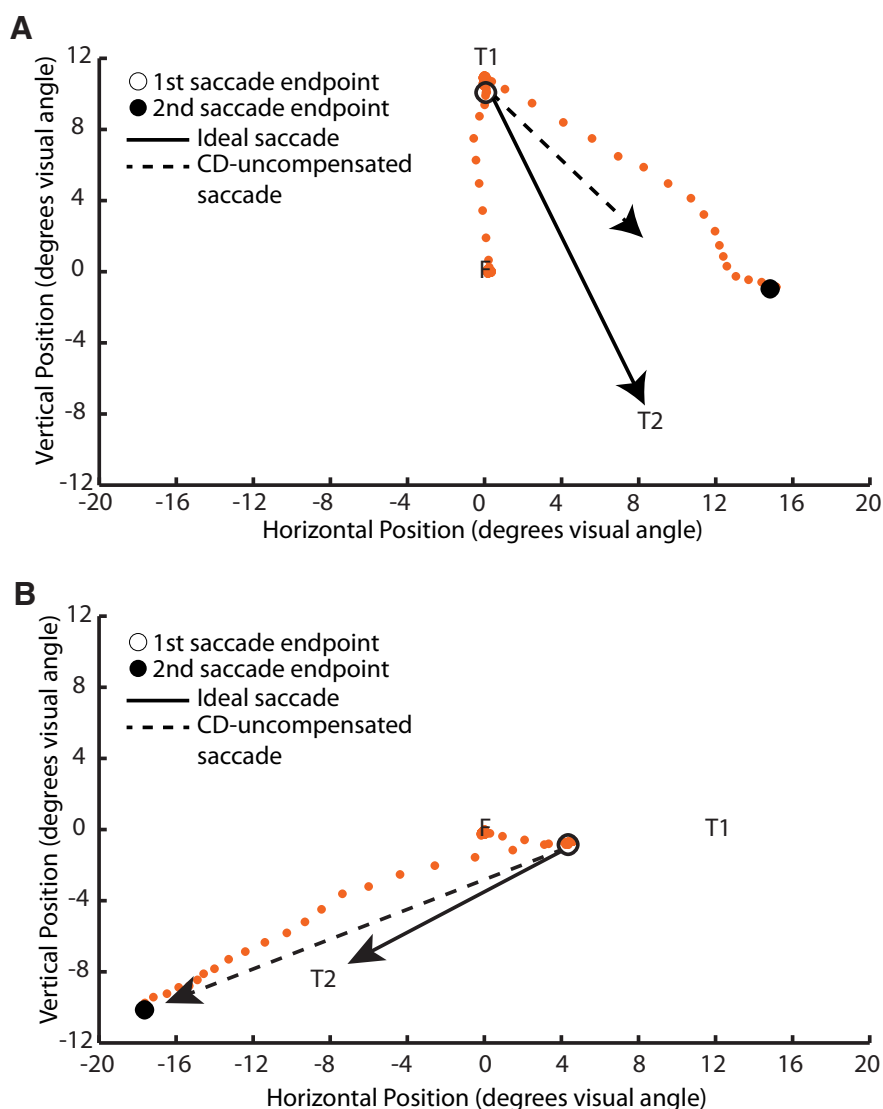 A
12
T1
1st saccade endpoint
2nd saccade endpoint
8
Ideal saccade
CD-uncompensated
saccade
4
0
F
-4
-8
T2
-12
-20 -16 -12 -8 -4 0 4 8 12 16 20
Vertical Position (degrees visual angle)
Horizontal Position (degrees visual angle)
B
12
1st saccade endpoint
2nd saccade endpoint
8
Ideal saccade
CD-uncompensated
saccade
4
0
F
T1
-4
-8
T2
-12
-20 -16 -12 -8 -4 0 4 8 12 16 20
Vertical Position (degrees visual angle)
Horizontal Position (degrees visual angle)